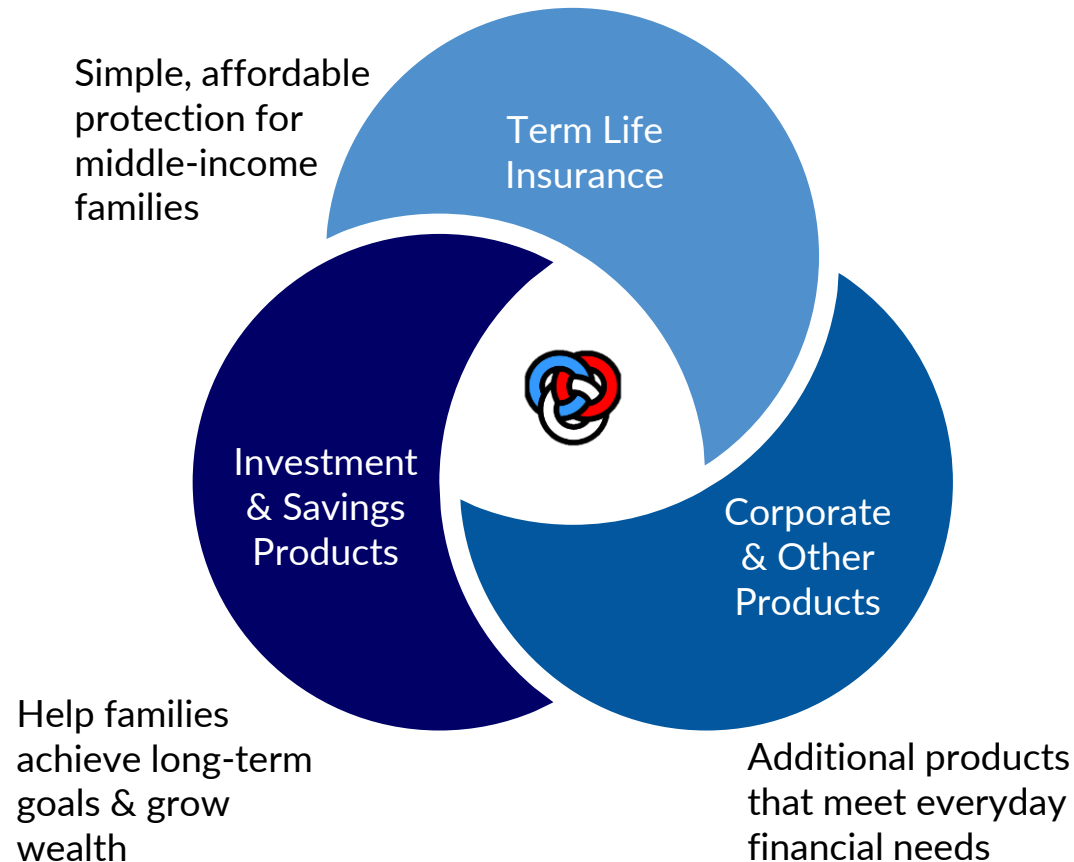 Simple, affordable
protection for
middle-income
families
Term Life
Insurance
Investment
& Savings
Products
Corporate
& Other
Products
Help families
achieve long-term
goals & grow
wealth
Additional products
that meet everyday
financial needs